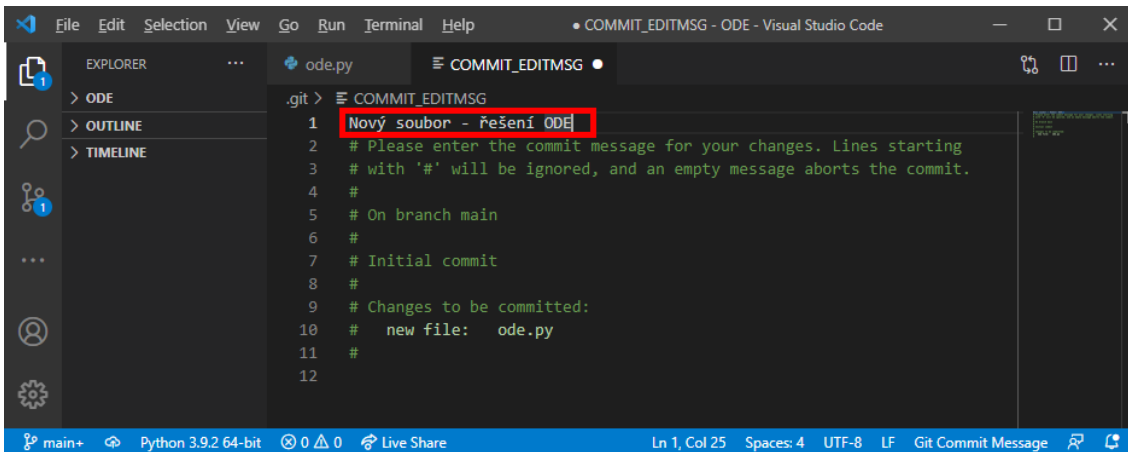 File Edit Selection View Go Run Terminal Help ● COMMIT_EDITMSG - ODE - Visual Studio Code
EXPLORER ··· ode.py COMMIT_EDITMSG ●
> ODE .git > COMMIT_EDITMSG
> OUTLINE 1 Nový soubor - řešení ODE
> TIMELINE 2 # Please enter the commit message for your changes. Lines starting
3 # with '#' will be ignored, and an empty message aborts the commit.
4 #
5 # On branch main
6 #
7 # Initial commit
8 #
9 # Changes to be committed:
10 # new file: ode.py
11 #
12
1
1
main+ Python 3.9.2 64-bit 0 0 Live Share Ln 1, Col 25 Spaces: 4 UTF-8 LF Git Commit Message